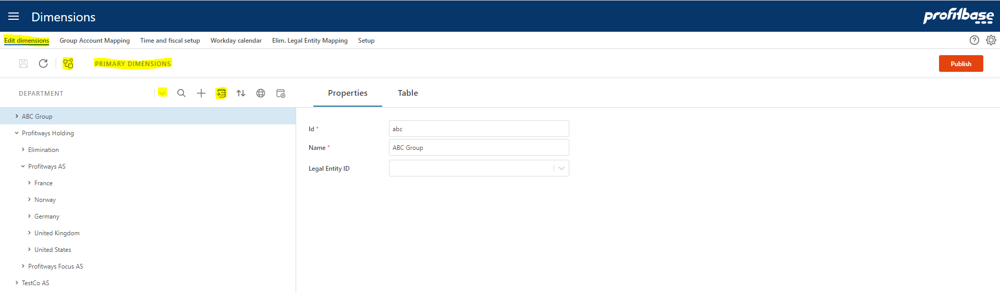 Dimensions
profitbase
Edit dimensions Group Account Mapping Time and fiscal setup Workday calendar Elim. Legal Entity Mapping Setup
PRIMARY DIMENSIONS
Publish
DEPARTMENT
Properties Table
ABC Group
Profitways Holding
Elimination
Profitways AS
France
Norway
Germany
United Kingdom
United States
Profitways Focus AS
TestCo AS
Id * abc
Name * ABC Group
Legal Entity ID